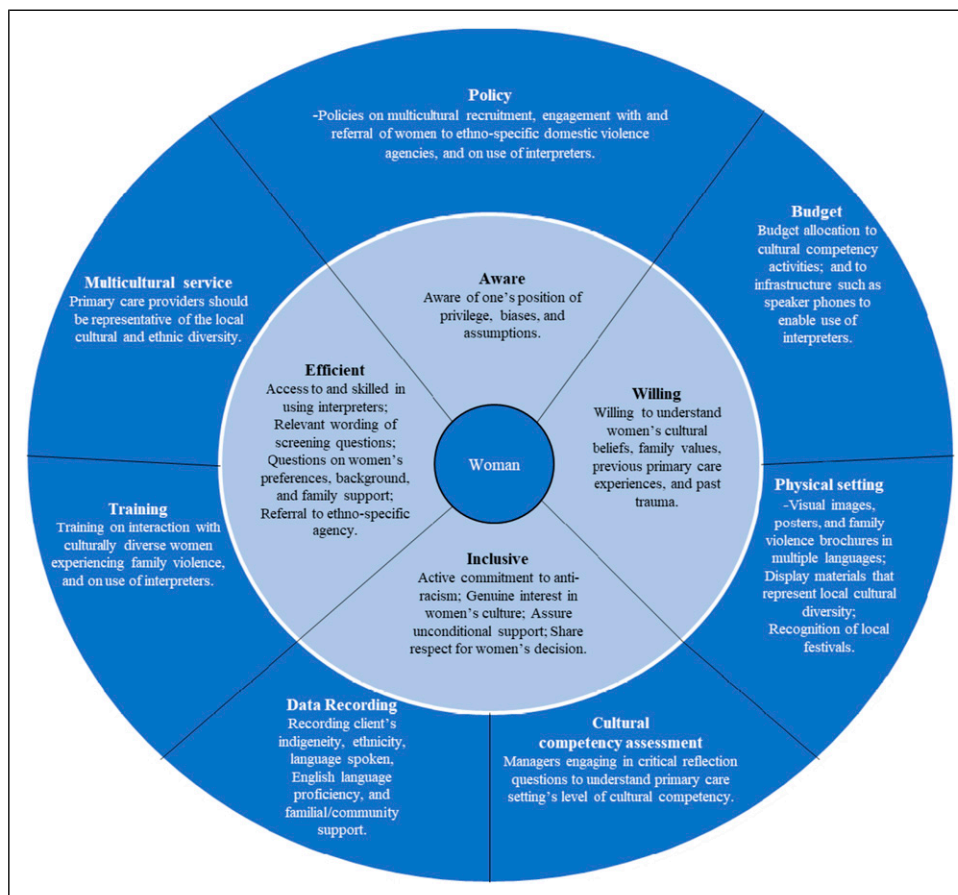 Policy
-Policies on multicultural recruitment, engagement with and
referral of women to ethno-specific domestic violence
agencies, and on use of interpreters.
Budget
Budget allocation to
cultural competency
activities; and to
infrastructure such as
speaker phones to
enable use of
interpreters.
Multicultural service
Primary care providers should
be representative of the local
cultural and ethnic diversity.
Aware
Aware of one's position of
privilege, biases, and
assumptions.
Efficient
Access to and skilled in
using interpreters;
Relevant wording of
screening questions;
Questions on women's
preferences, background,
and family support;
Referral to ethno-specific
agency.
Willing
Willing to understand
women's cultural
beliefs, family values,
previous primary care
experiences, and past
trauma.
Woman
Physical setting
-Visual images,
posters, and family
violence brochures in
multiple languages;
Display materials that
represent local cultural
diversity;
Recognition of local
festivals.
Training
Training on interaction with
culturally diverse women
experiencing family violence,
and on use of interpreters.
Inclusive
Active commitment to anti-
racism; Genuine interest in
women's culture; Assure
unconditional support; Share
respect for women's decision.
Data Recording
Recording client's
indigeneity, ethnicity,
language spoken,
English language
proficiency, and
familial/community
support.
Cultural
competency assessment
Managers engaging in critical reflection
questions to understand primary care
setting's level of cultural competency.